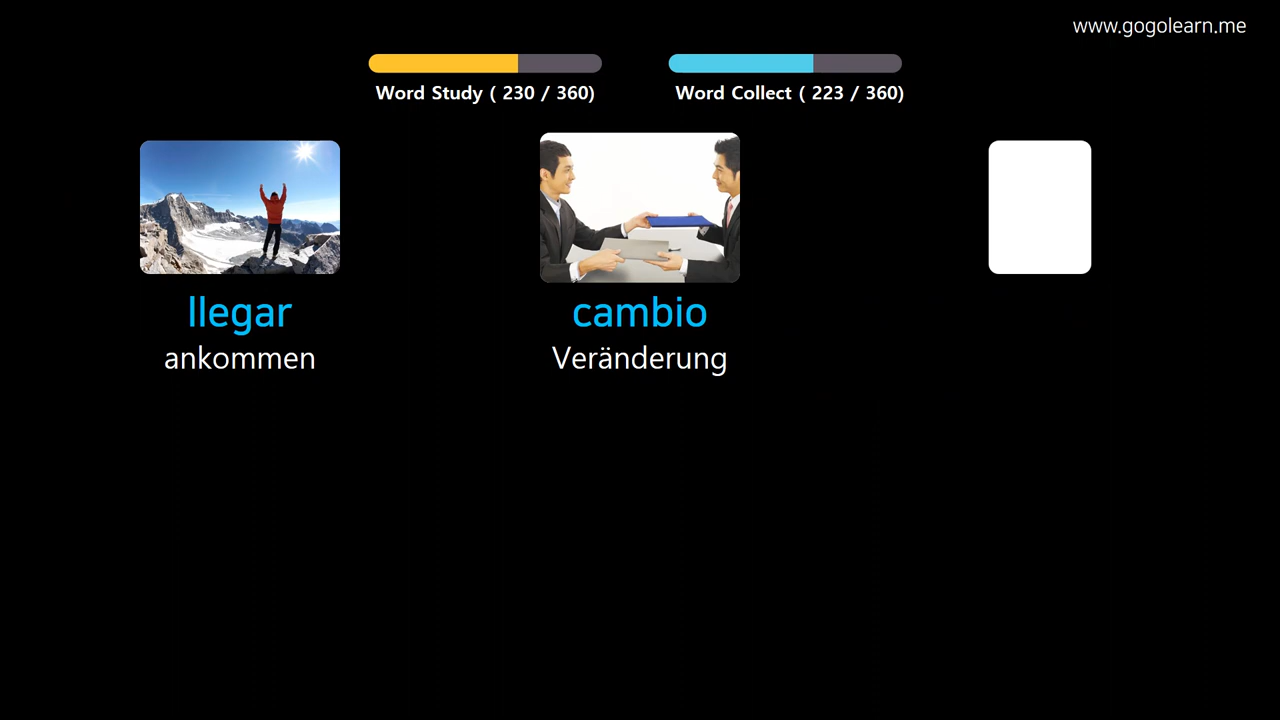 www.gogolearn.me
Word Study ( 230 / 360)
Word Collect ( 223 / 360)
llegar
cambio
ankommen
Veränderung